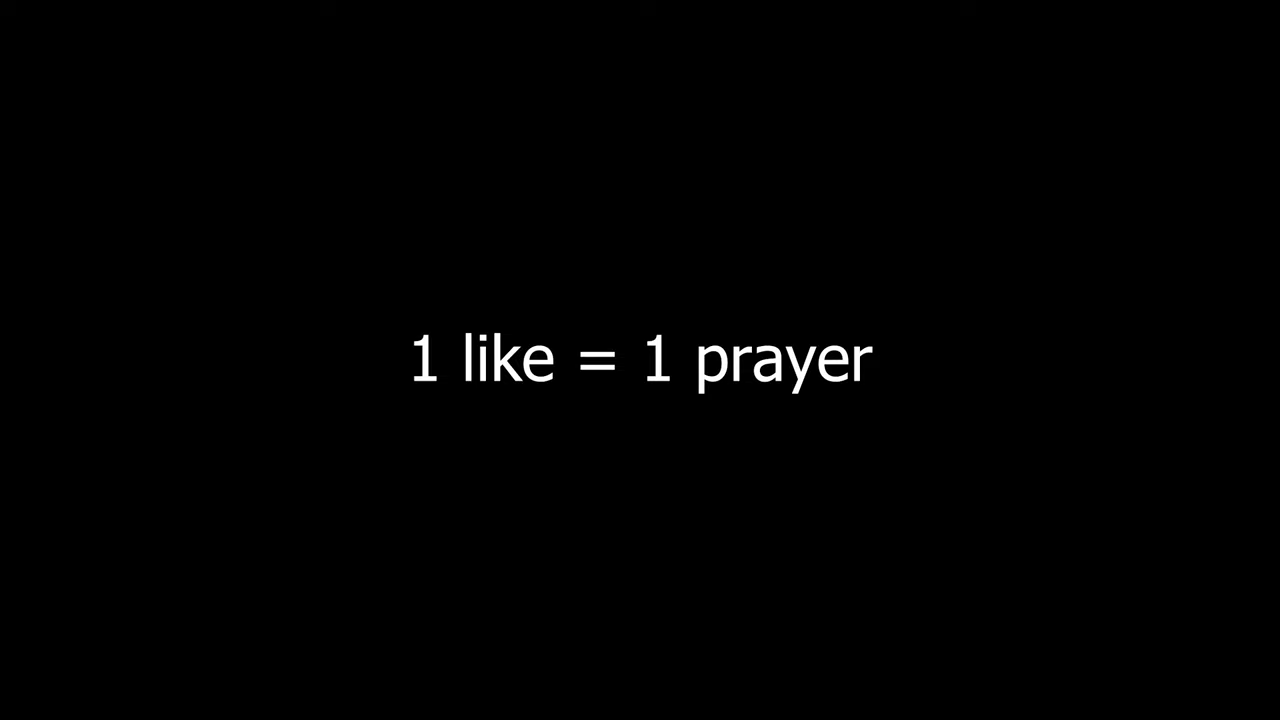 1 like = 1 prayer